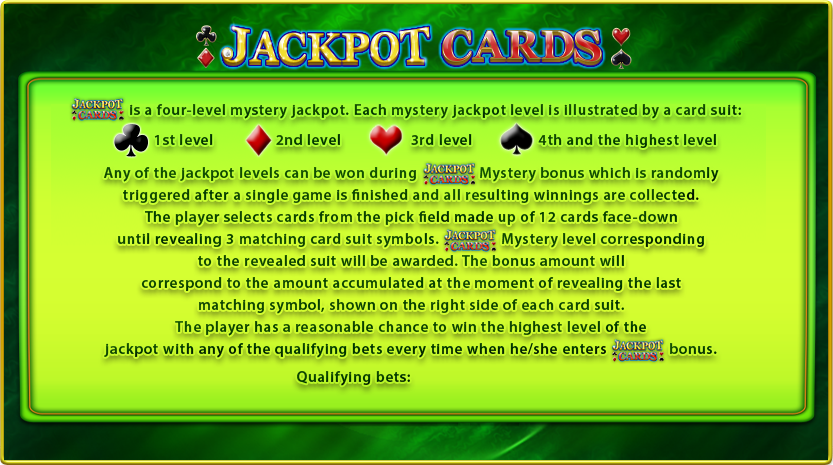 JACKPOT CARDS
JACKPOT CARDS is a four-level mystery jackpot. Each mystery jackpot level is illustrated by a card suit:
1st level 2nd level 3rd level 4th and the highest level
Any of the jackpot levels can be won during JACKPOT CARDS Mystery bonus which is randomly
triggered after a single game is finished and all resulting winnings are collected.
The player selects cards from the pick field made up of 12 cards face-down
until revealing 3 matching card suit symbols. JACKPOT CARDS Mystery level corresponding
to the revealed suit will be awarded. The bonus amount will
correspond to the amount accumulated at the moment of revealing the last
matching symbol, shown on the right side of each card suit.
The player has a reasonable chance to win the highest level of the
jackpot with any of the qualifying bets every time when he/she enters JACKPOT CARDS bonus.
Qualifying bets: